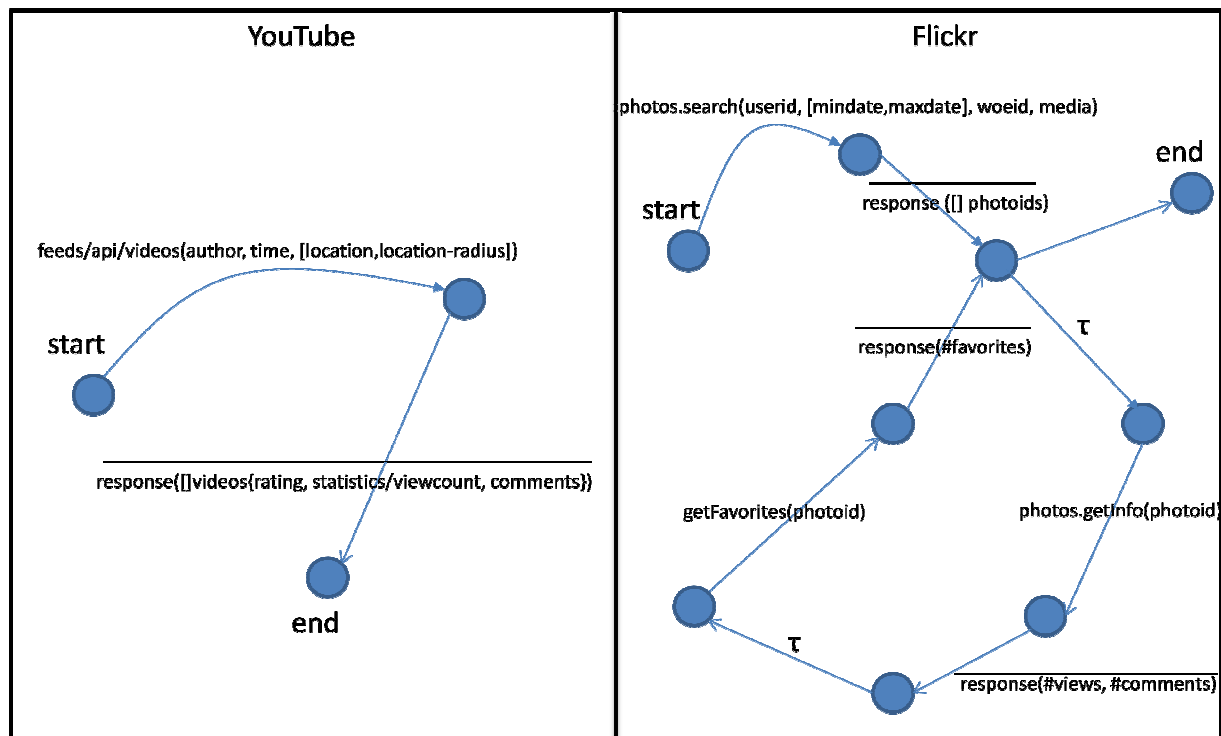 YouTube
feeds/api/videos(author, time, [location,location-radius])
start
response([]videos{rating, statistics/viewcount, comments})
end
Flickr
photos.search(userid, [mindate,maxdate], woeid, media)
end
start
response ([] photoids)
τ
response(#favorites)
getFavorites(photoid)
photos.getInfo(photoid)
τ
response(#views, #comments)